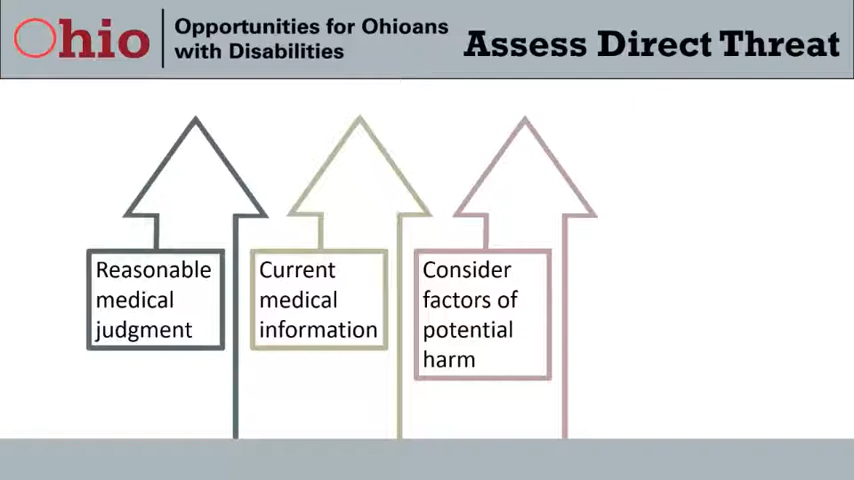 Ohio
Opportunities for Ohioans
with Disabilities
Assess Direct Threat
Reasonable
medical
judgment
Current
medical
information
Consider
factors of
potential
harm